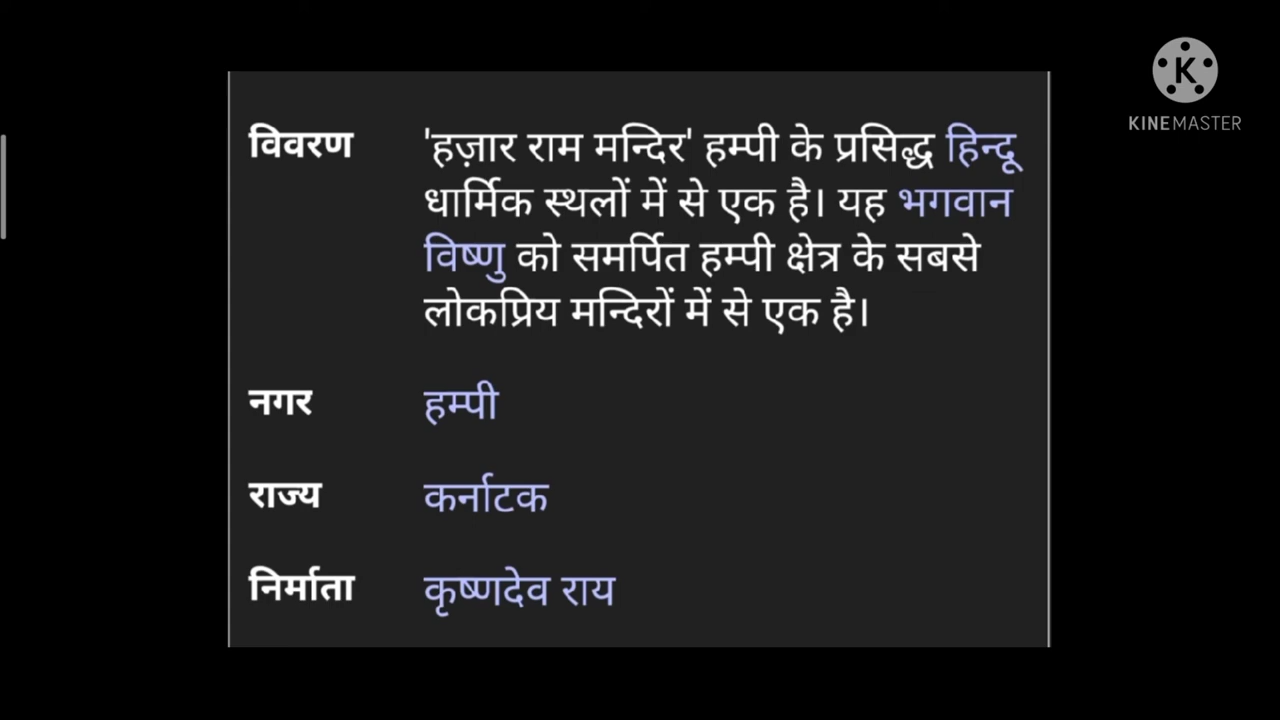 KINEMASTER
विवरण 'हज़ार राम मन्दिर' हम्पी के प्रसिद्ध हिन्दू
धार्मिक स्थलों में से एक है। यह भगवान
विष्णु को समर्पित हम्पी क्षेत्र के सबसे
लोकप्रिय मन्दिरों में से एक है।
नगर हम्पी
राज्य कर्नाटक
निर्माता कृष्णदेव राय